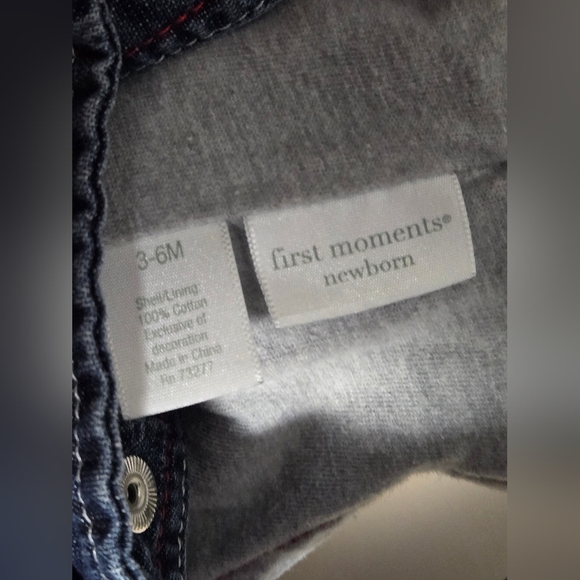 3-6M
Shell/Lining:
100% Cotton
Exclusive of
decoration
Made in China
Rn 73277
first moments®
newborn